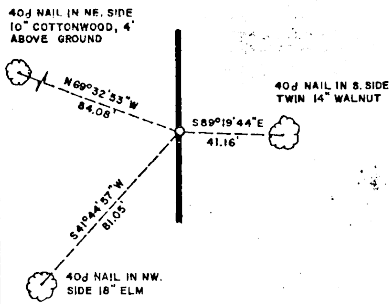 40d NAIL IN NE. SIDE
10" COTTONWOOD, 4'
ABOVE GROUND
N69°32'53"W
84.08'
40d NAIL IN S. SIDE
TWIN 14" WALNUT
S89°19'44"E
41.16'
S41°44'57"W
81.05'
40d NAIL IN NW.
SIDE 18" ELM